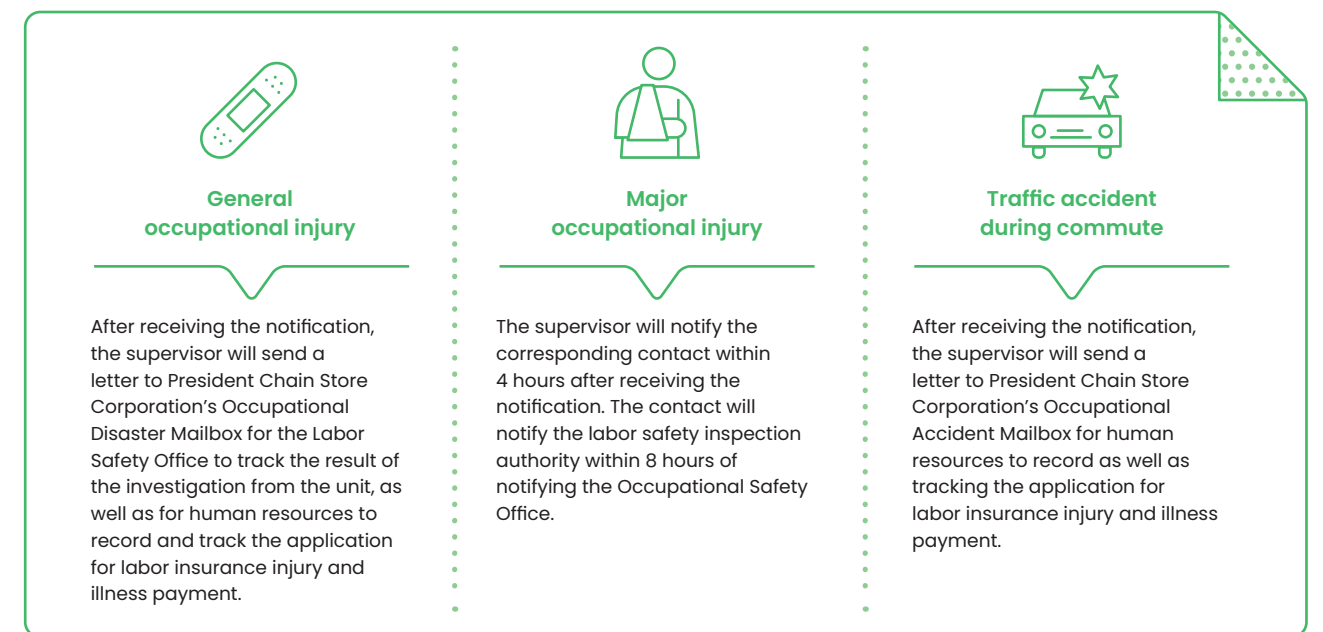 General
occupational injury
After receiving the notification,
the supervisor will send a
letter to President Chain Store
Corporation's Occupational
Disaster Mailbox for the Labor
Safety Office to track the result of
the investigation from the unit, as
well as for human resources to
record and track the application
for labor insurance injury and
illness payment.
Major
occupational injury
The supervisor will notify the
corresponding contact within
4 hours after receiving the
notification. The contact will
notify the labor safety inspection
authority within 8 hours of
notifying the Occupational Safety
Office.
Traffic accident
during commute
After receiving the notification,
the supervisor will send a
letter to President Chain Store
Corporation's Occupational
Accident Mailbox for human
resources to record as well as
tracking the application for
labor insurance injury and illness
payment.